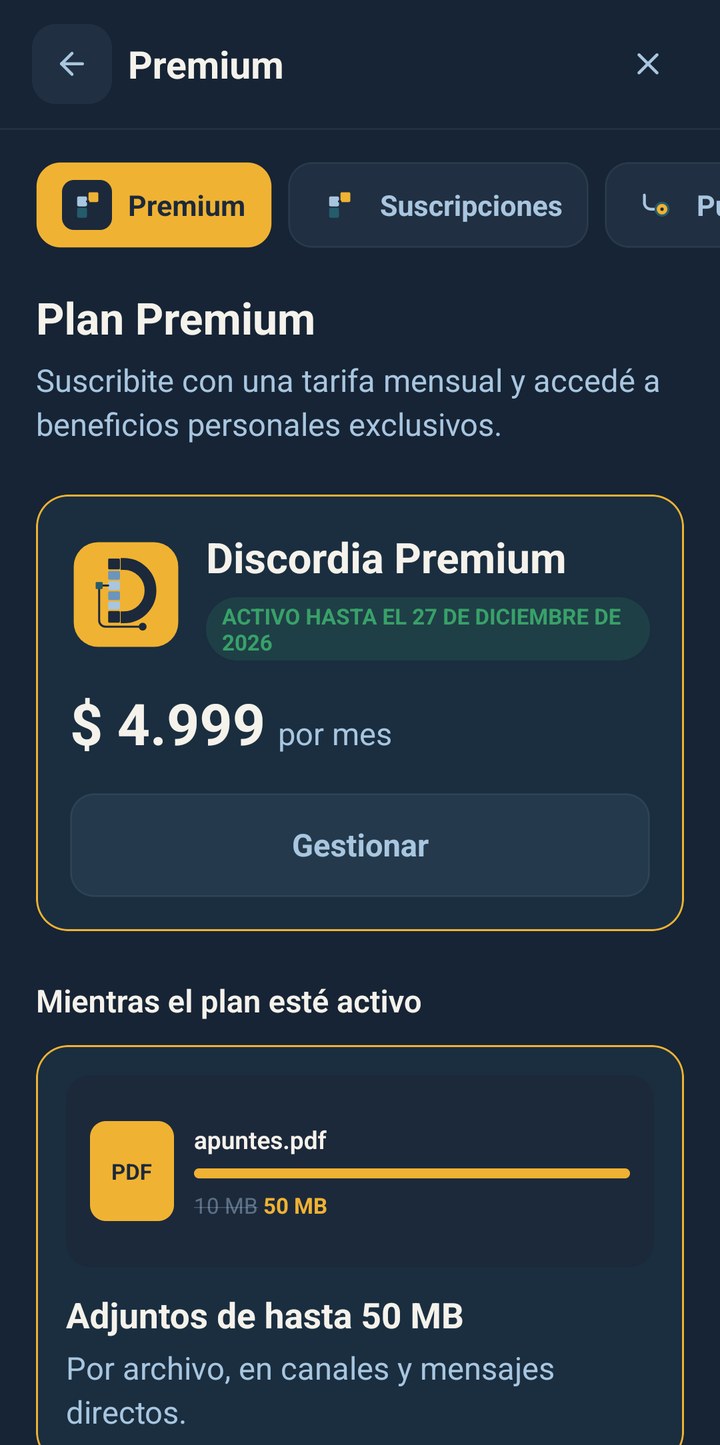 Premium
Premium
Suscripciones
Plan Premium
Suscribite con una tarifa mensual y accedé a
beneficios personales exclusivos.
Discordia Premium
ACTIVO HASTA EL 27 DE DICIEMBRE DE
2026
$ 4.999 por mes
Gestionar
Mientras el plan esté activo
apuntes.pdf
PDF
10 MB 50 MB
Adjuntos de hasta 50 MB
Por archivo, en canales y mensajes
directos.